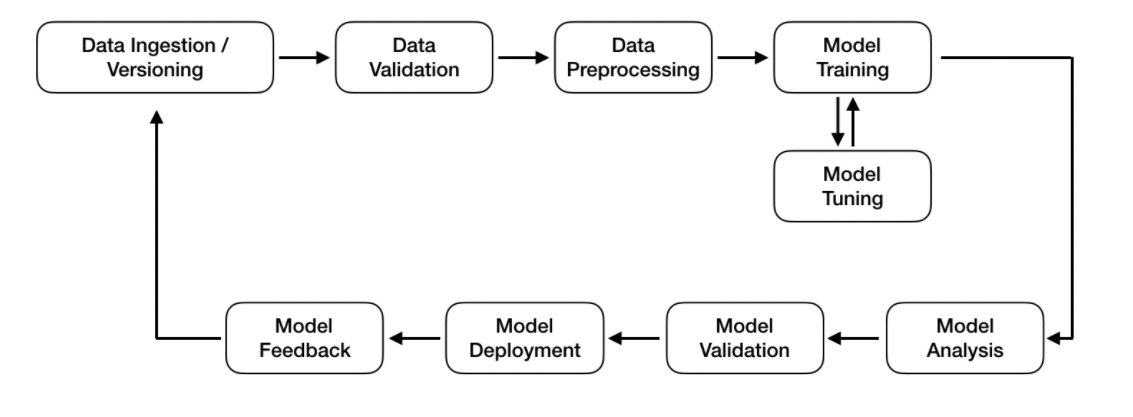 Data Ingestion /
Versioning
Data
Validation
Data
Preprocessing
Model
Training
Model
Tuning
Model
Feedback
Model
Deployment
Model
Validation
Model
Analysis